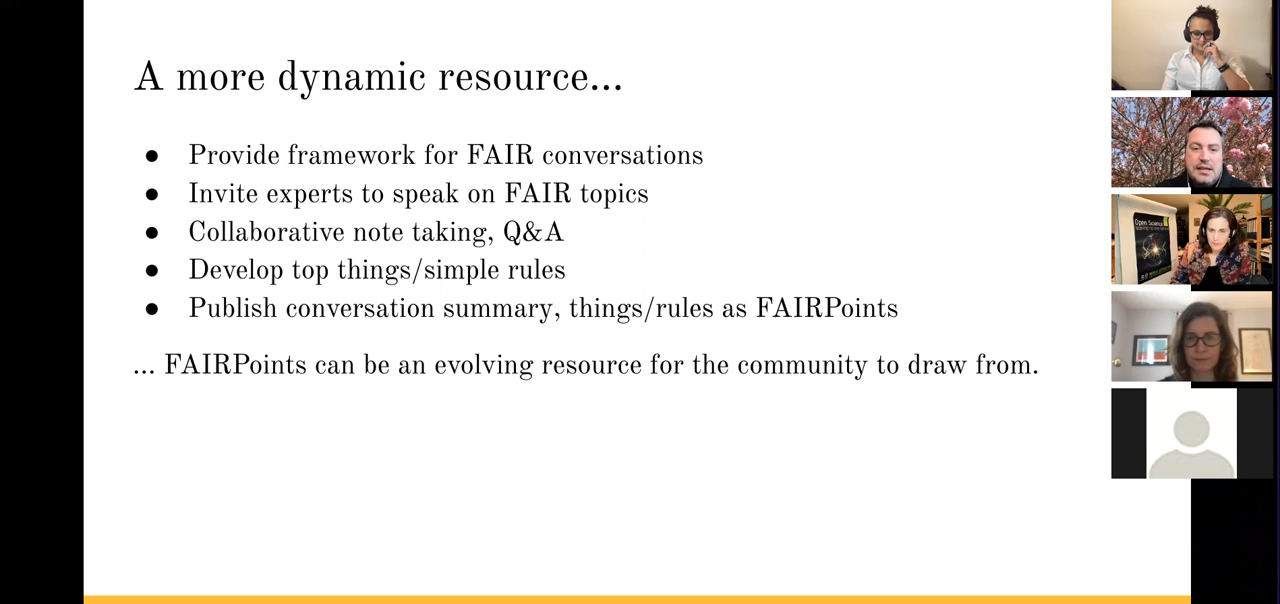 A more dynamic resource...
● Provide framework for FAIR conversations
● Invite experts to speak on FAIR topics
● Collaborative note taking, Q&A
● Develop top things/simple rules
● Publish conversation summary, things/rules as FAIRPoints
... FAIRPoints can be an evolving resource for the community to draw from.
Open Science